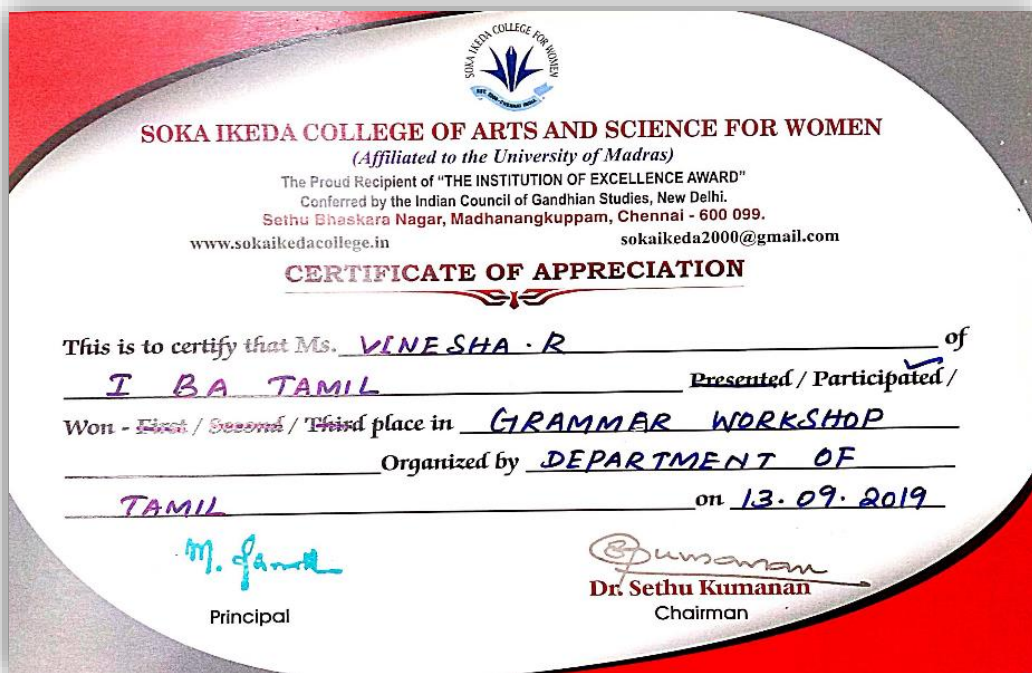 SOKA IKEDA COLLEGE FOR WOMEN
SOKA IKEDA COLLEGE OF ARTS AND SCIENCE FOR WOMEN
(Affiliated to the University of Madras)
The Proud Recipient of "THE INSTITUTION OF EXCELLENCE AWARD"
Conferred by the Indian Council of Gandhian Studies, New Delhi.
Sethu Bhaskara Nagar, Madhanangkuppam, Chennai - 600 099.
www.sokaikedacollege.in sokaikeda2000@gmail.com
CERTIFICATE OF APPRECIATION
This is to certify that Ms. VINESHA . R of
I BA TAMIL Presented / Participated /
Won - First / Second / Third place in GRAMMAR WORKSHOP
Organized by DEPARTMENT OF
TAMIL on 13.09.2019
Dr. Sethu Kumanan
Principal Chairman